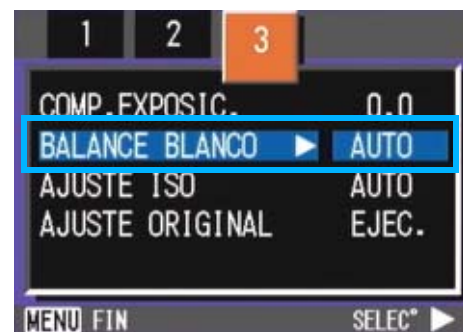 1 2 3
COMP.EXPOSIC. 0.0
BALANCE BLANCO ▶ AUTO
AJUSTE ISO AUTO
AJUSTE ORIGINAL EJEC.
MENU FIN SELEC° ▶